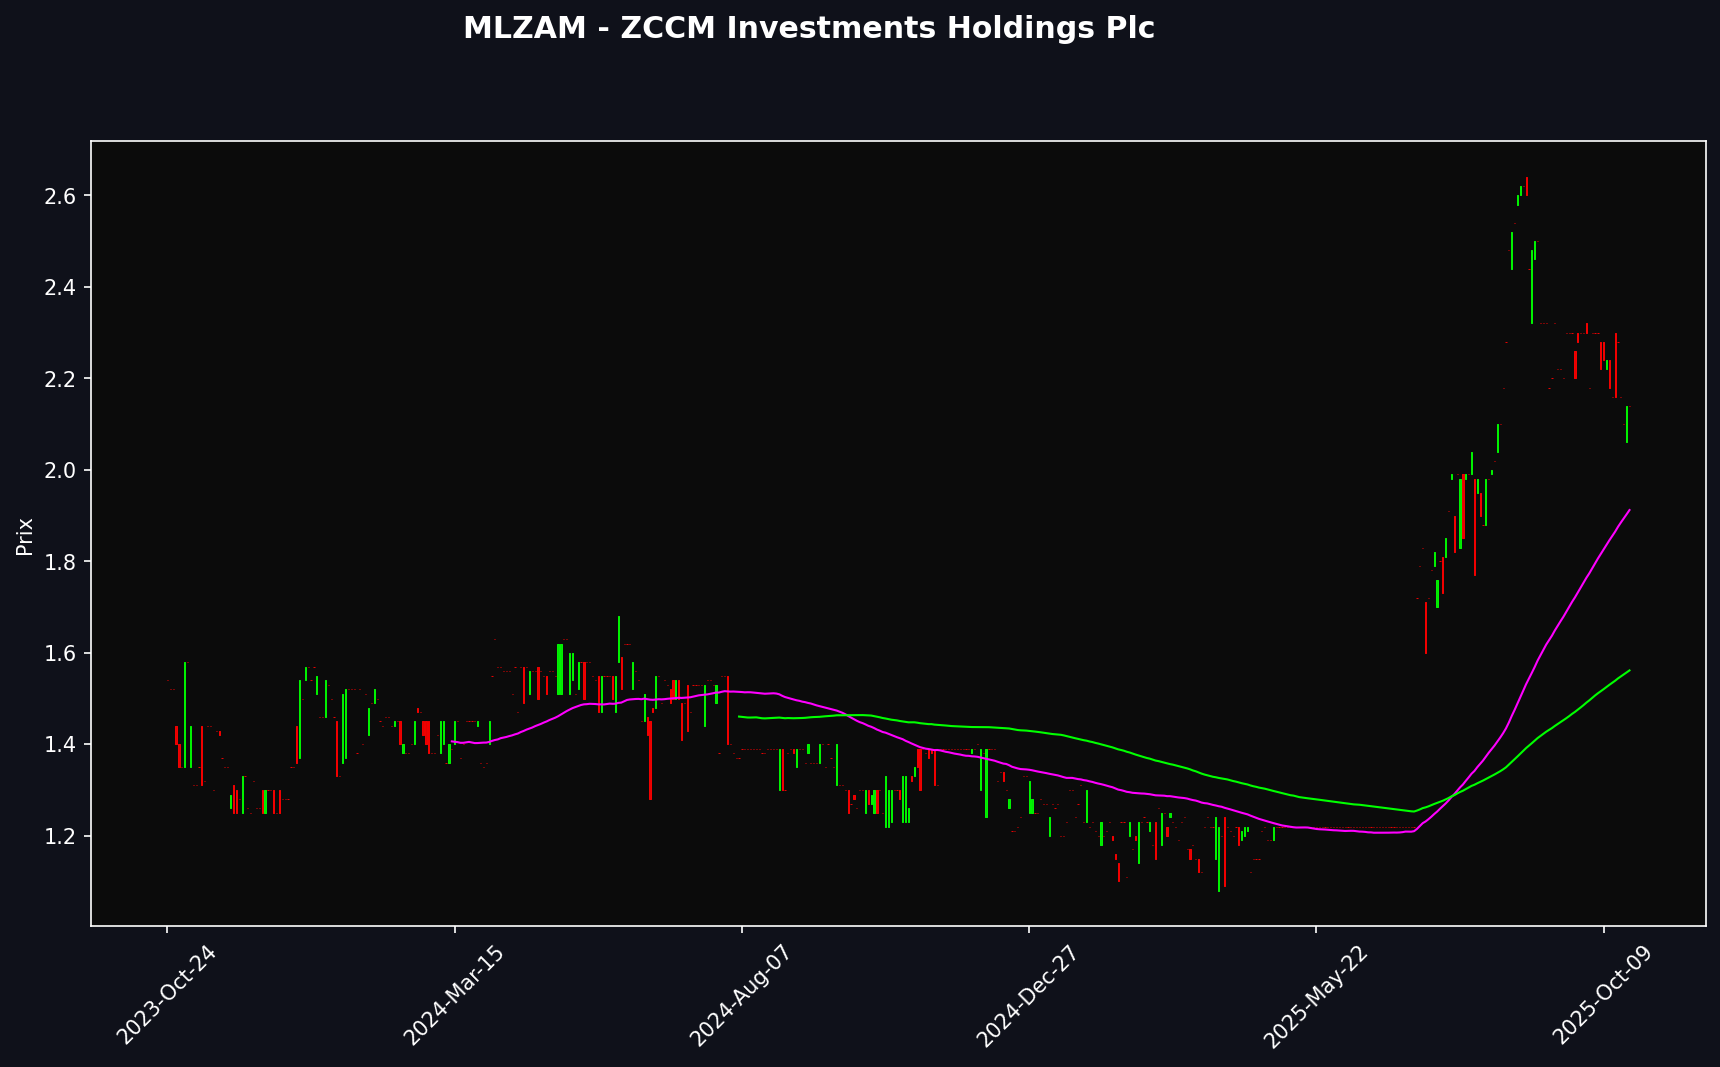 MLZAM - ZCCM Investments Holdings Plc
Prix
2.6
2.4
2.2
2.0
1.8
1.6
1.4
1.2
2023-Oct-24
2024-Mar-15
2024-Aug-07
2024-Dec-27
2025-May-22
2025-Oct-09